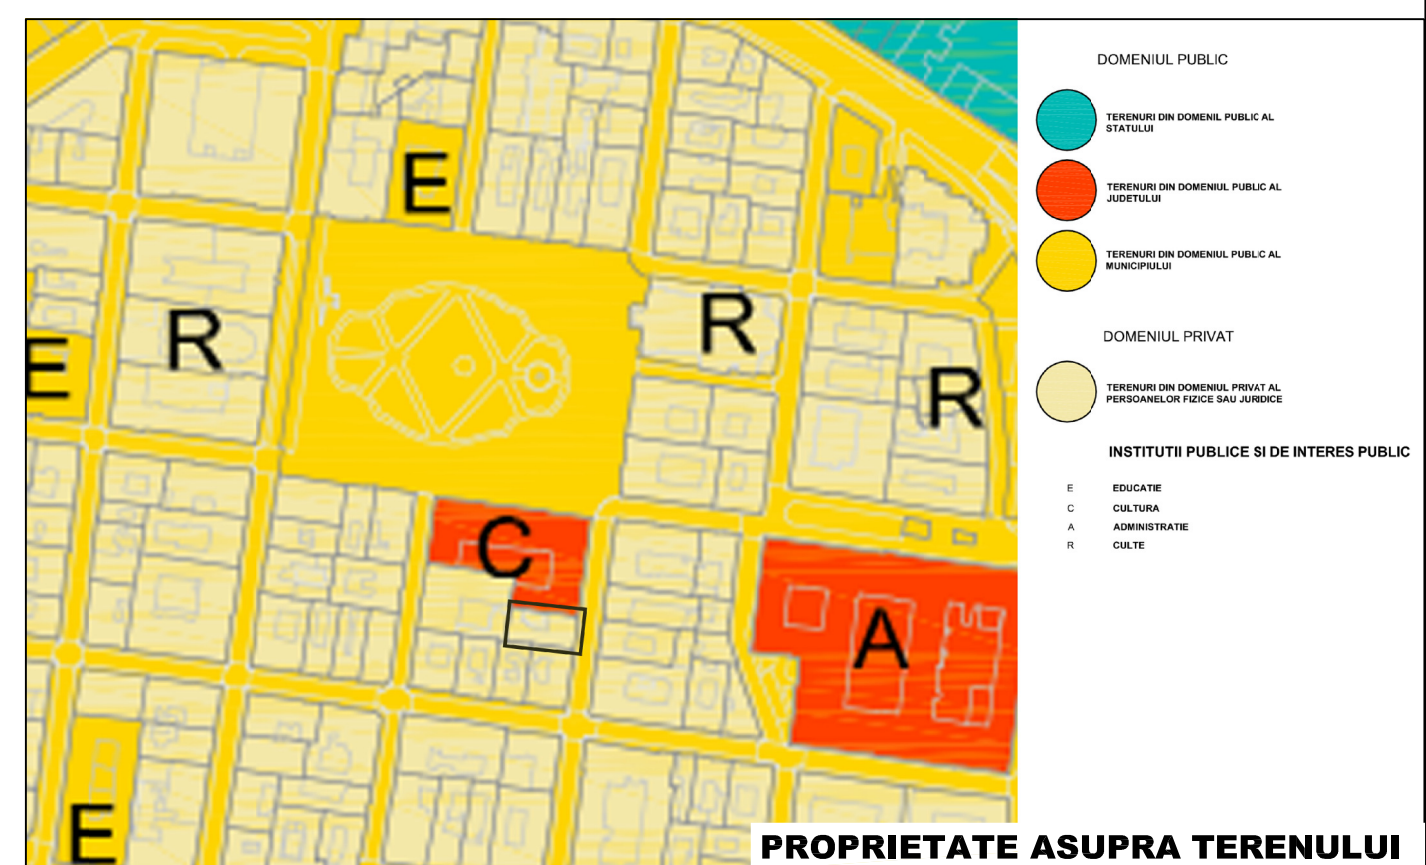 E
E
R
R
R
C
A
E
DOMENIUL PUBLIC
TERENURI DIN DOMENIL PUBLIC AL
STATULUI
TERENURI DIN DOMENIUL PUBLIC AL
JUDETULUI
TERENURI DIN DOMENIUL PUBLIC AL
MUNICIPIULUI
DOMENIUL PRIVAT
TERENURI DIN DOMENIUL PRIVAT AL
PERSOANELOR FIZICE SAU JURIDICE
INSTITUTII PUBLICE SI DE INTERES PUBLIC
E EDUCATIE
C CULTURA
A ADMINISTRATIE
R CULTE
PROPRIETATE ASUPRA TERENULUI